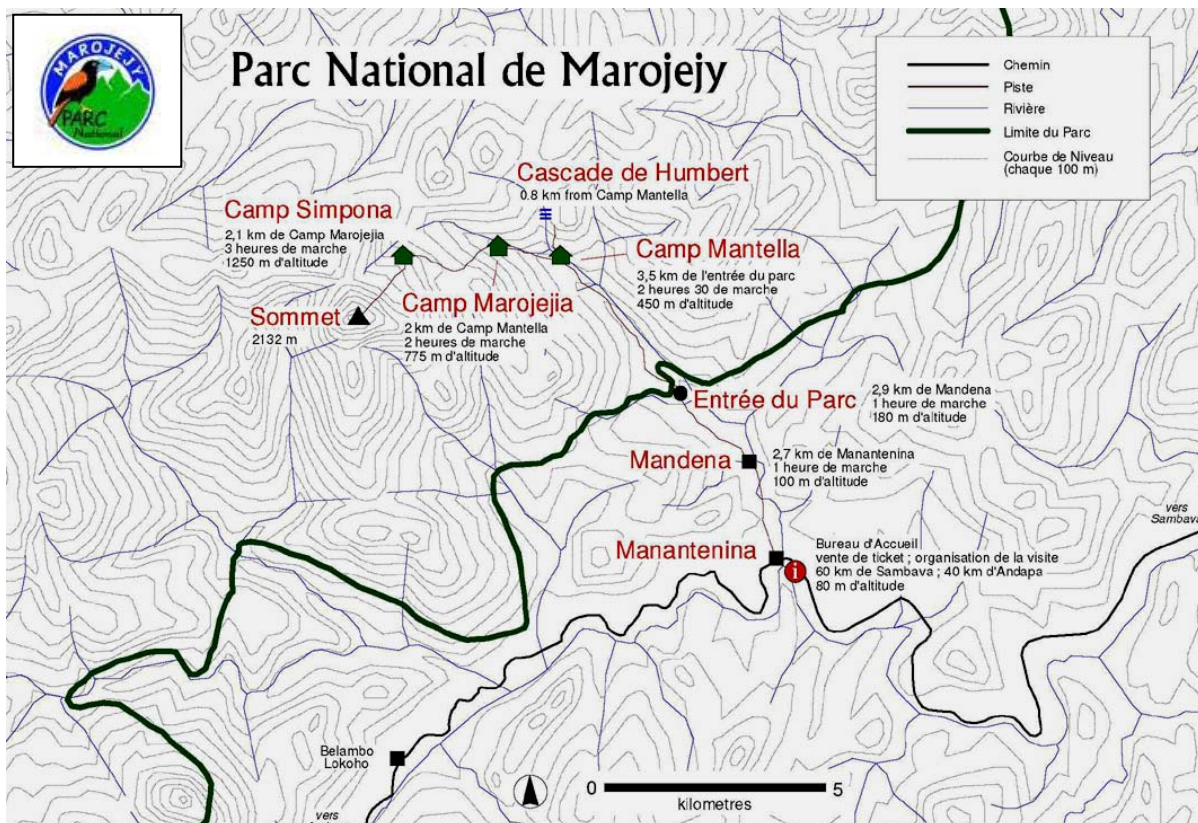 MAROJEJY
PARC
National
Parc National de Marojejy
Chemin
Piste
Rivière
Limite du Parc
Courbe de Niveau
(chaque 100 m)
Cascade de Humbert
0.8 km from Camp Mantella
Camp Simpona
2,1 km de Camp Marojejia
3 heures de marche
1250 m d'altitude
Camp Mantella
3,5 km de l'entrée du parc
2 heures 30 de marche
450 m d'altitude
Camp Marojejia
2 km de Camp Mantella
2 heures de marche
775 m d'altitude
Sommet
2132 m
Entrée du Parc
2,9 km de Mandena
1 heure de marche
180 m d'altitude
Mandena
2,7 km de Manantenina
1 heure de marche
100 m d'altitude
vers
Sambava
Manantenina
Bureau d'Accueil
vente de ticket ; organisation de la visite
60 km de Sambava ; 40 km d'Andapa
80 m d'altitude
i
Belambo
Lokoho
0
5
kilometres
vers